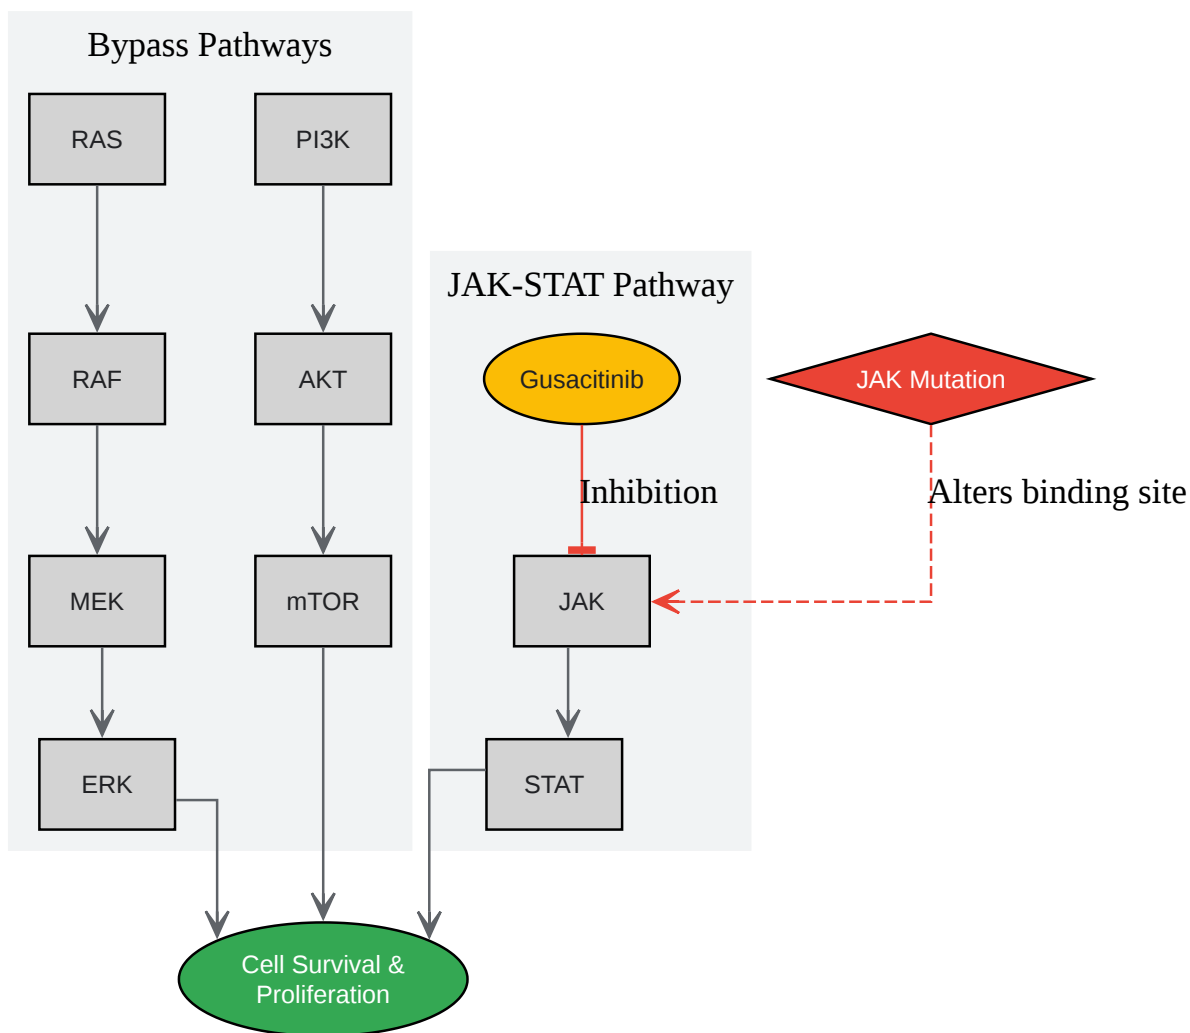 Bypass Pathways
RAS
PI3K
JAK-STAT Pathway
RAF
AKT
Gusacitinib
JAK Mutation
Inhibition
Alters binding site
MEK
mTOR
JAK
ERK
STAT
Cell Survival &
Proliferation